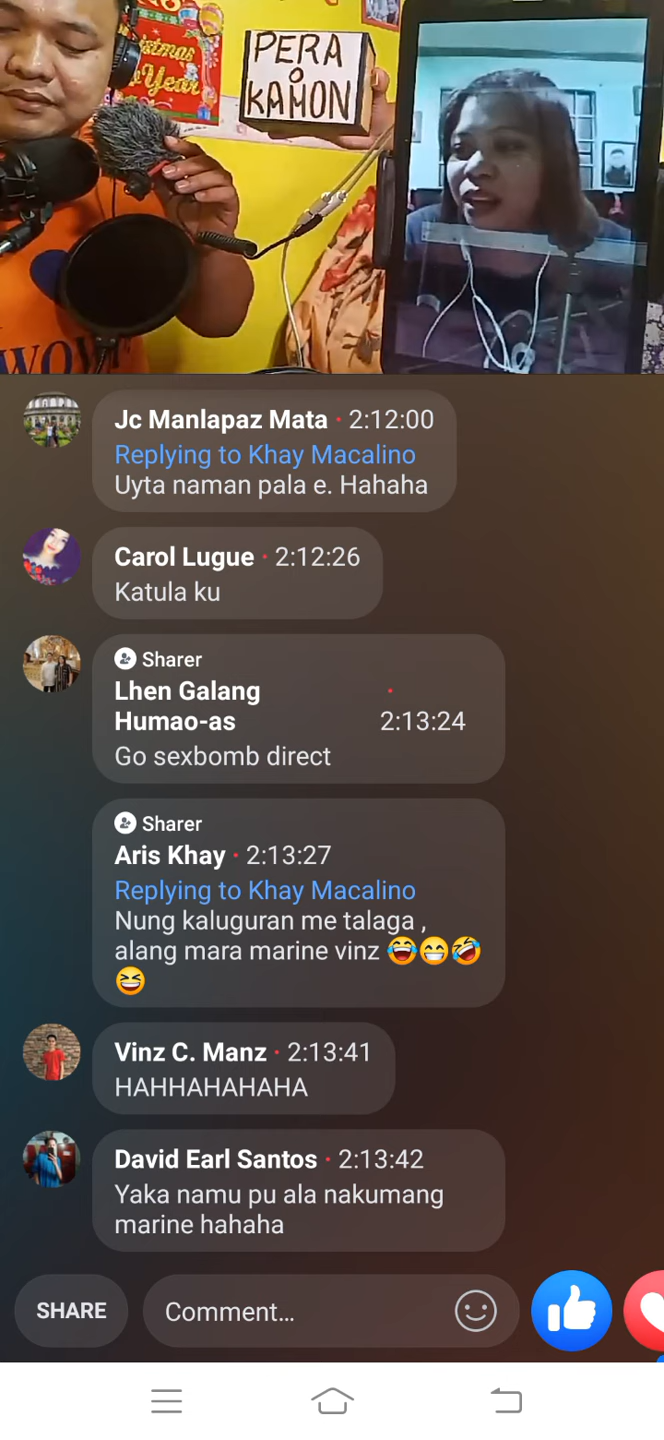 istmas
Year
PERA
O
KAHON
WOW
Jc Manlapaz Mata · 2:12:00
Replying to Khay Macalino
Uyta naman pala e. Hahaha
Carol Lugue · 2:12:26
Katula ku
Sharer
Lhen Galang
Humao-as · 2:13:24
Go sexbomb direct
Sharer
Aris Khay · 2:13:27
Replying to Khay Macalino
Nung kaluguran me talaga ,
alang mara marine vinz 😂😁🤣
😆
Vinz C. Manz · 2:13:41
HAHHAHAHAHA
David Earl Santos · 2:13:42
Yaka namu pu ala nakumang
marine hahaha
SHARE
Comment...